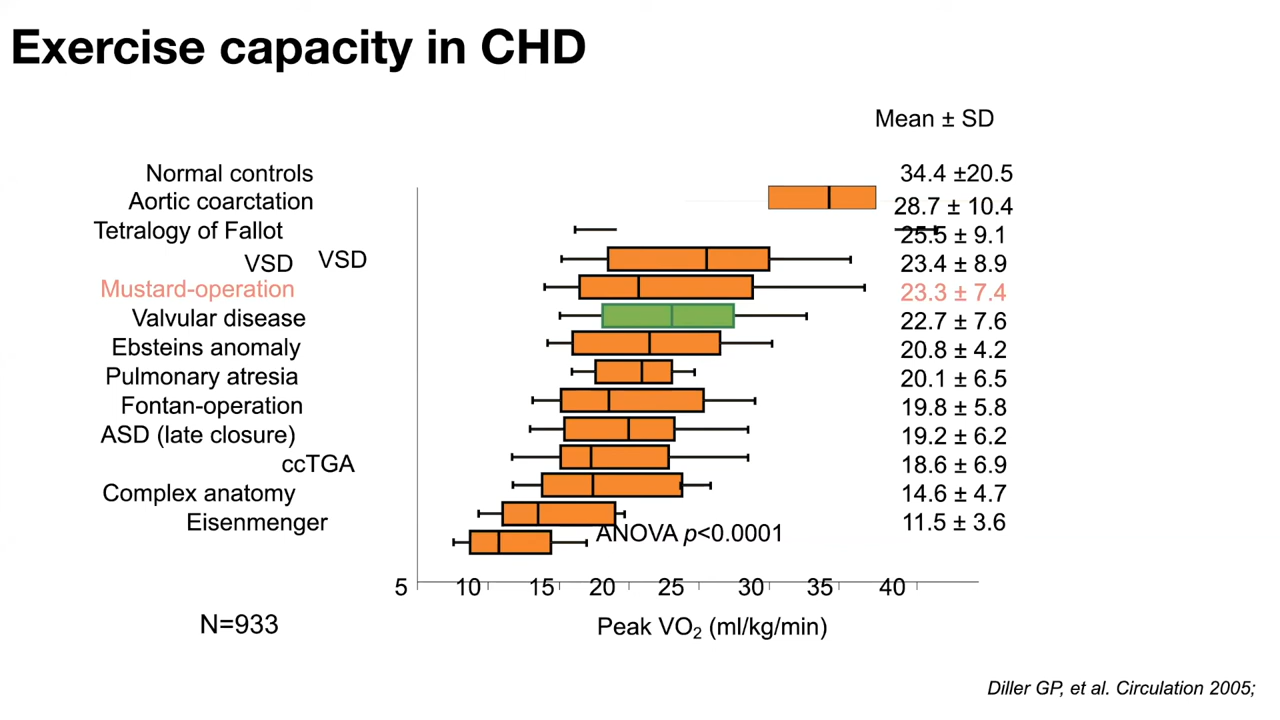 Exercise capacity in CHD
Mean ± SD
Normal controls 34.4 ±20.5
Aortic coarctation 28.7 ± 10.4
Tetralogy of Fallot 25.5 ± 9.1
VSD VSD 23.4 ± 8.9
Mustard-operation 23.3 ± 7.4
Valvular disease 22.7 ± 7.6
Ebsteins anomaly 20.8 ± 4.2
Pulmonary atresia 20.1 ± 6.5
Fontan-operation 19.8 ± 5.8
ASD (late closure) 19.2 ± 6.2
ccTGA 18.6 ± 6.9
Complex anatomy 14.6 ± 4.7
Eisenmenger 11.5 ± 3.6
ANOVA p<0.0001
5 10 15 20 25 30 35 40
N=933
Peak VO₂ (ml/kg/min)
Diller GP, et al. Circulation 2005;